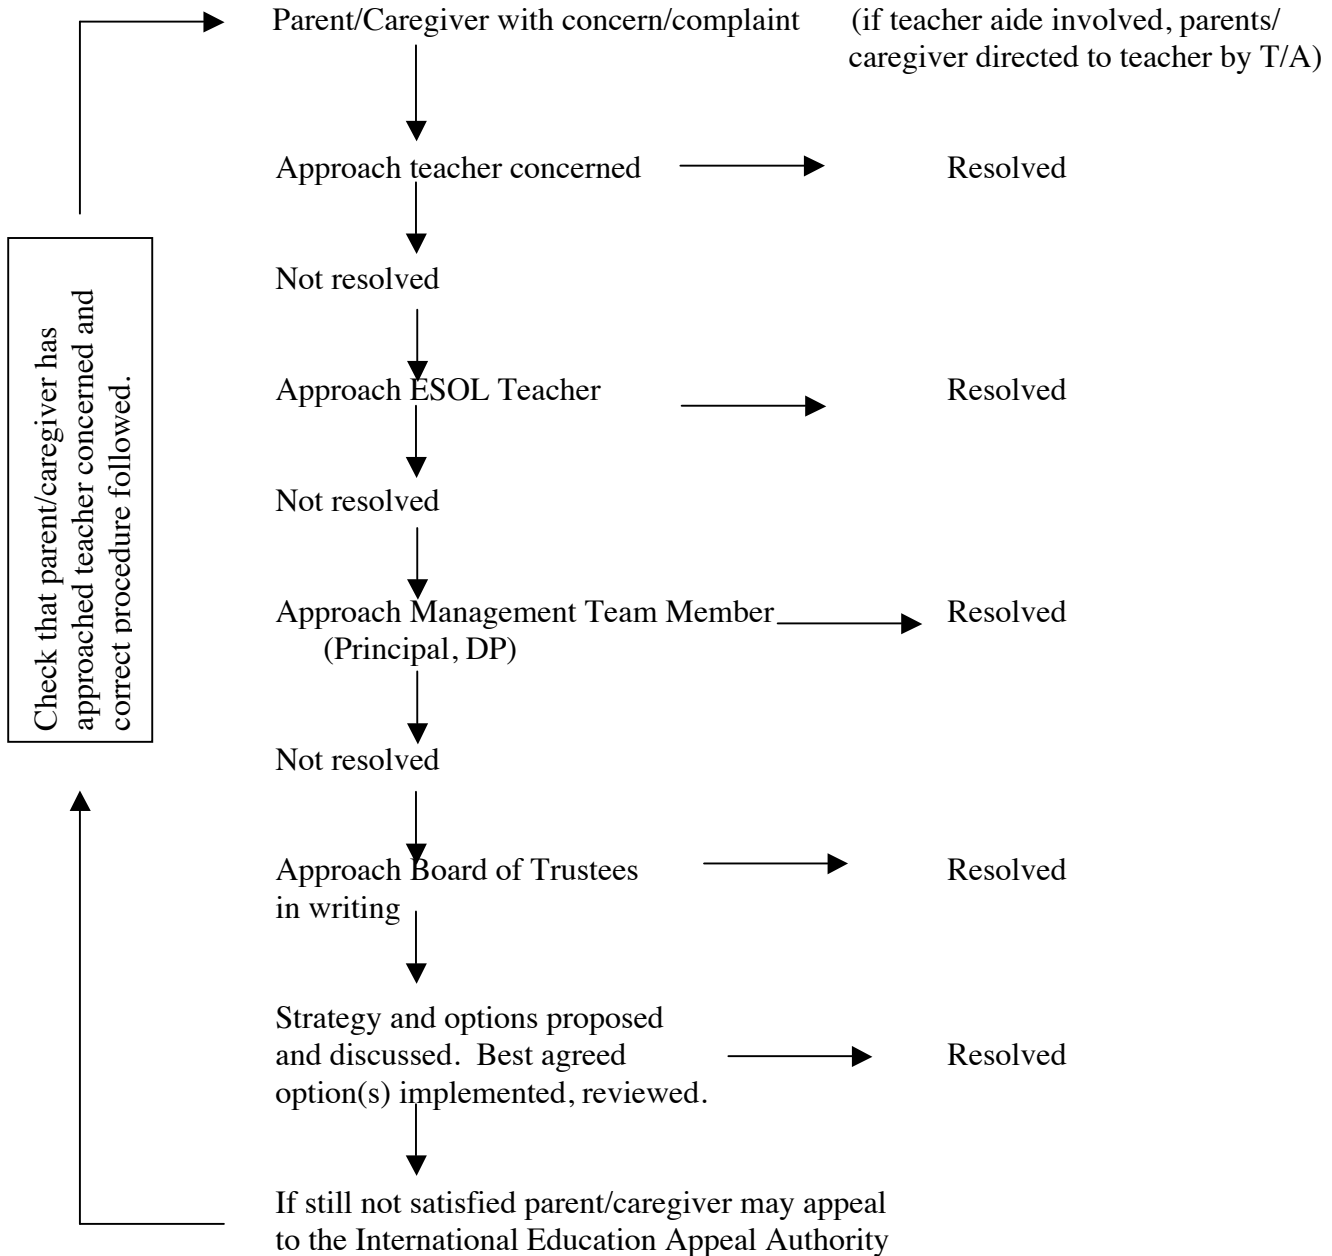 Parent/Caregiver with concern/complaint (if teacher aide involved, parents/
caregiver directed to teacher by T/A)
Approach teacher concerned Resolved
Not resolved
Approach ESOL Teacher Resolved
Not resolved
Check that parent/caregiver has
approached teacher concerned and
correct procedure followed.
Approach Management Team Member Resolved
(Principal, DP)
Not resolved
Approach Board of Trustees Resolved
in writing
Strategy and options proposed
and discussed. Best agreed Resolved
option(s) implemented, reviewed.
If still not satisfied parent/caregiver may appeal
to the International Education Appeal Authority